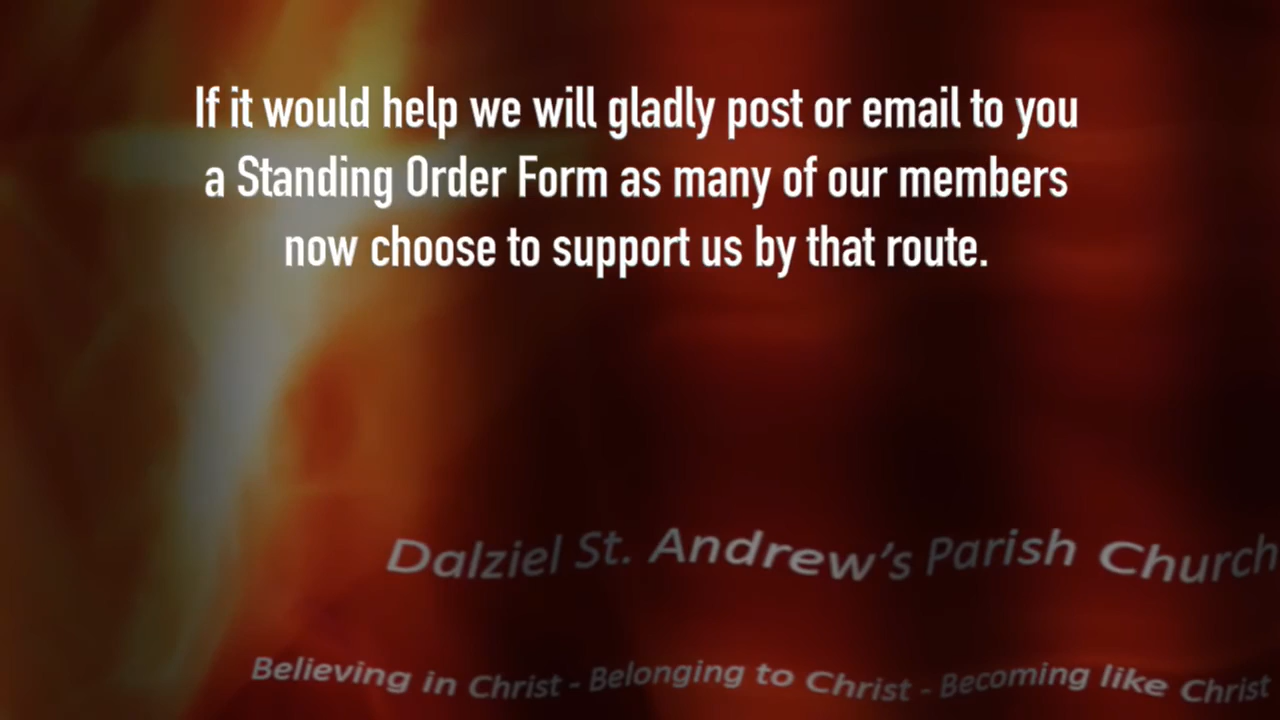 If it would help we will gladly post or email to you
a Standing Order Form as many of our members
now choose to support us by that route.
Dalziel St. Andrew’s Parish Church
Believing in Christ - Belonging to Christ - Becoming like Christ